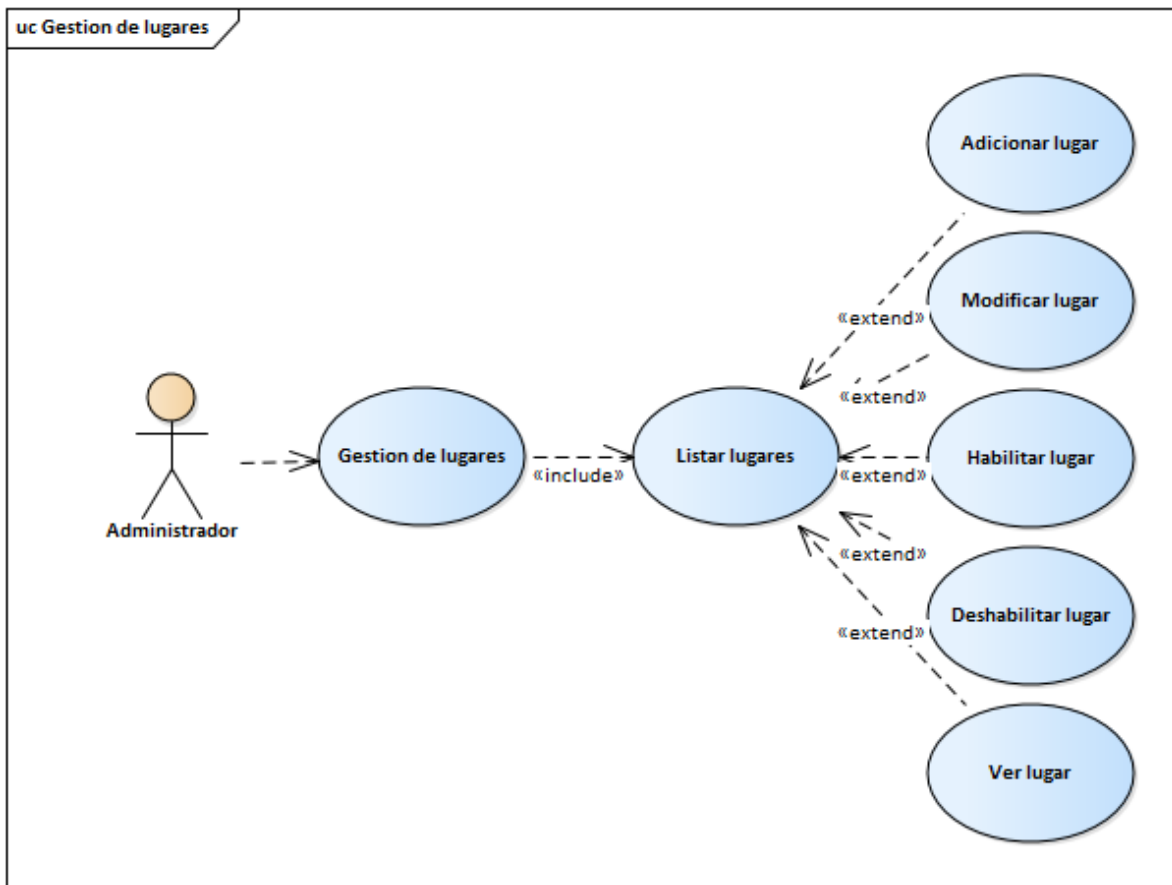 uc Gestion de lugares
Adicionar lugar
Modificar lugar
«extend»
«extend»
Gestion de lugares
«include»
Listar lugares
«extend»
Habilitar lugar
Administrador
«extend»
Deshabilitar lugar
«extend»
Ver lugar